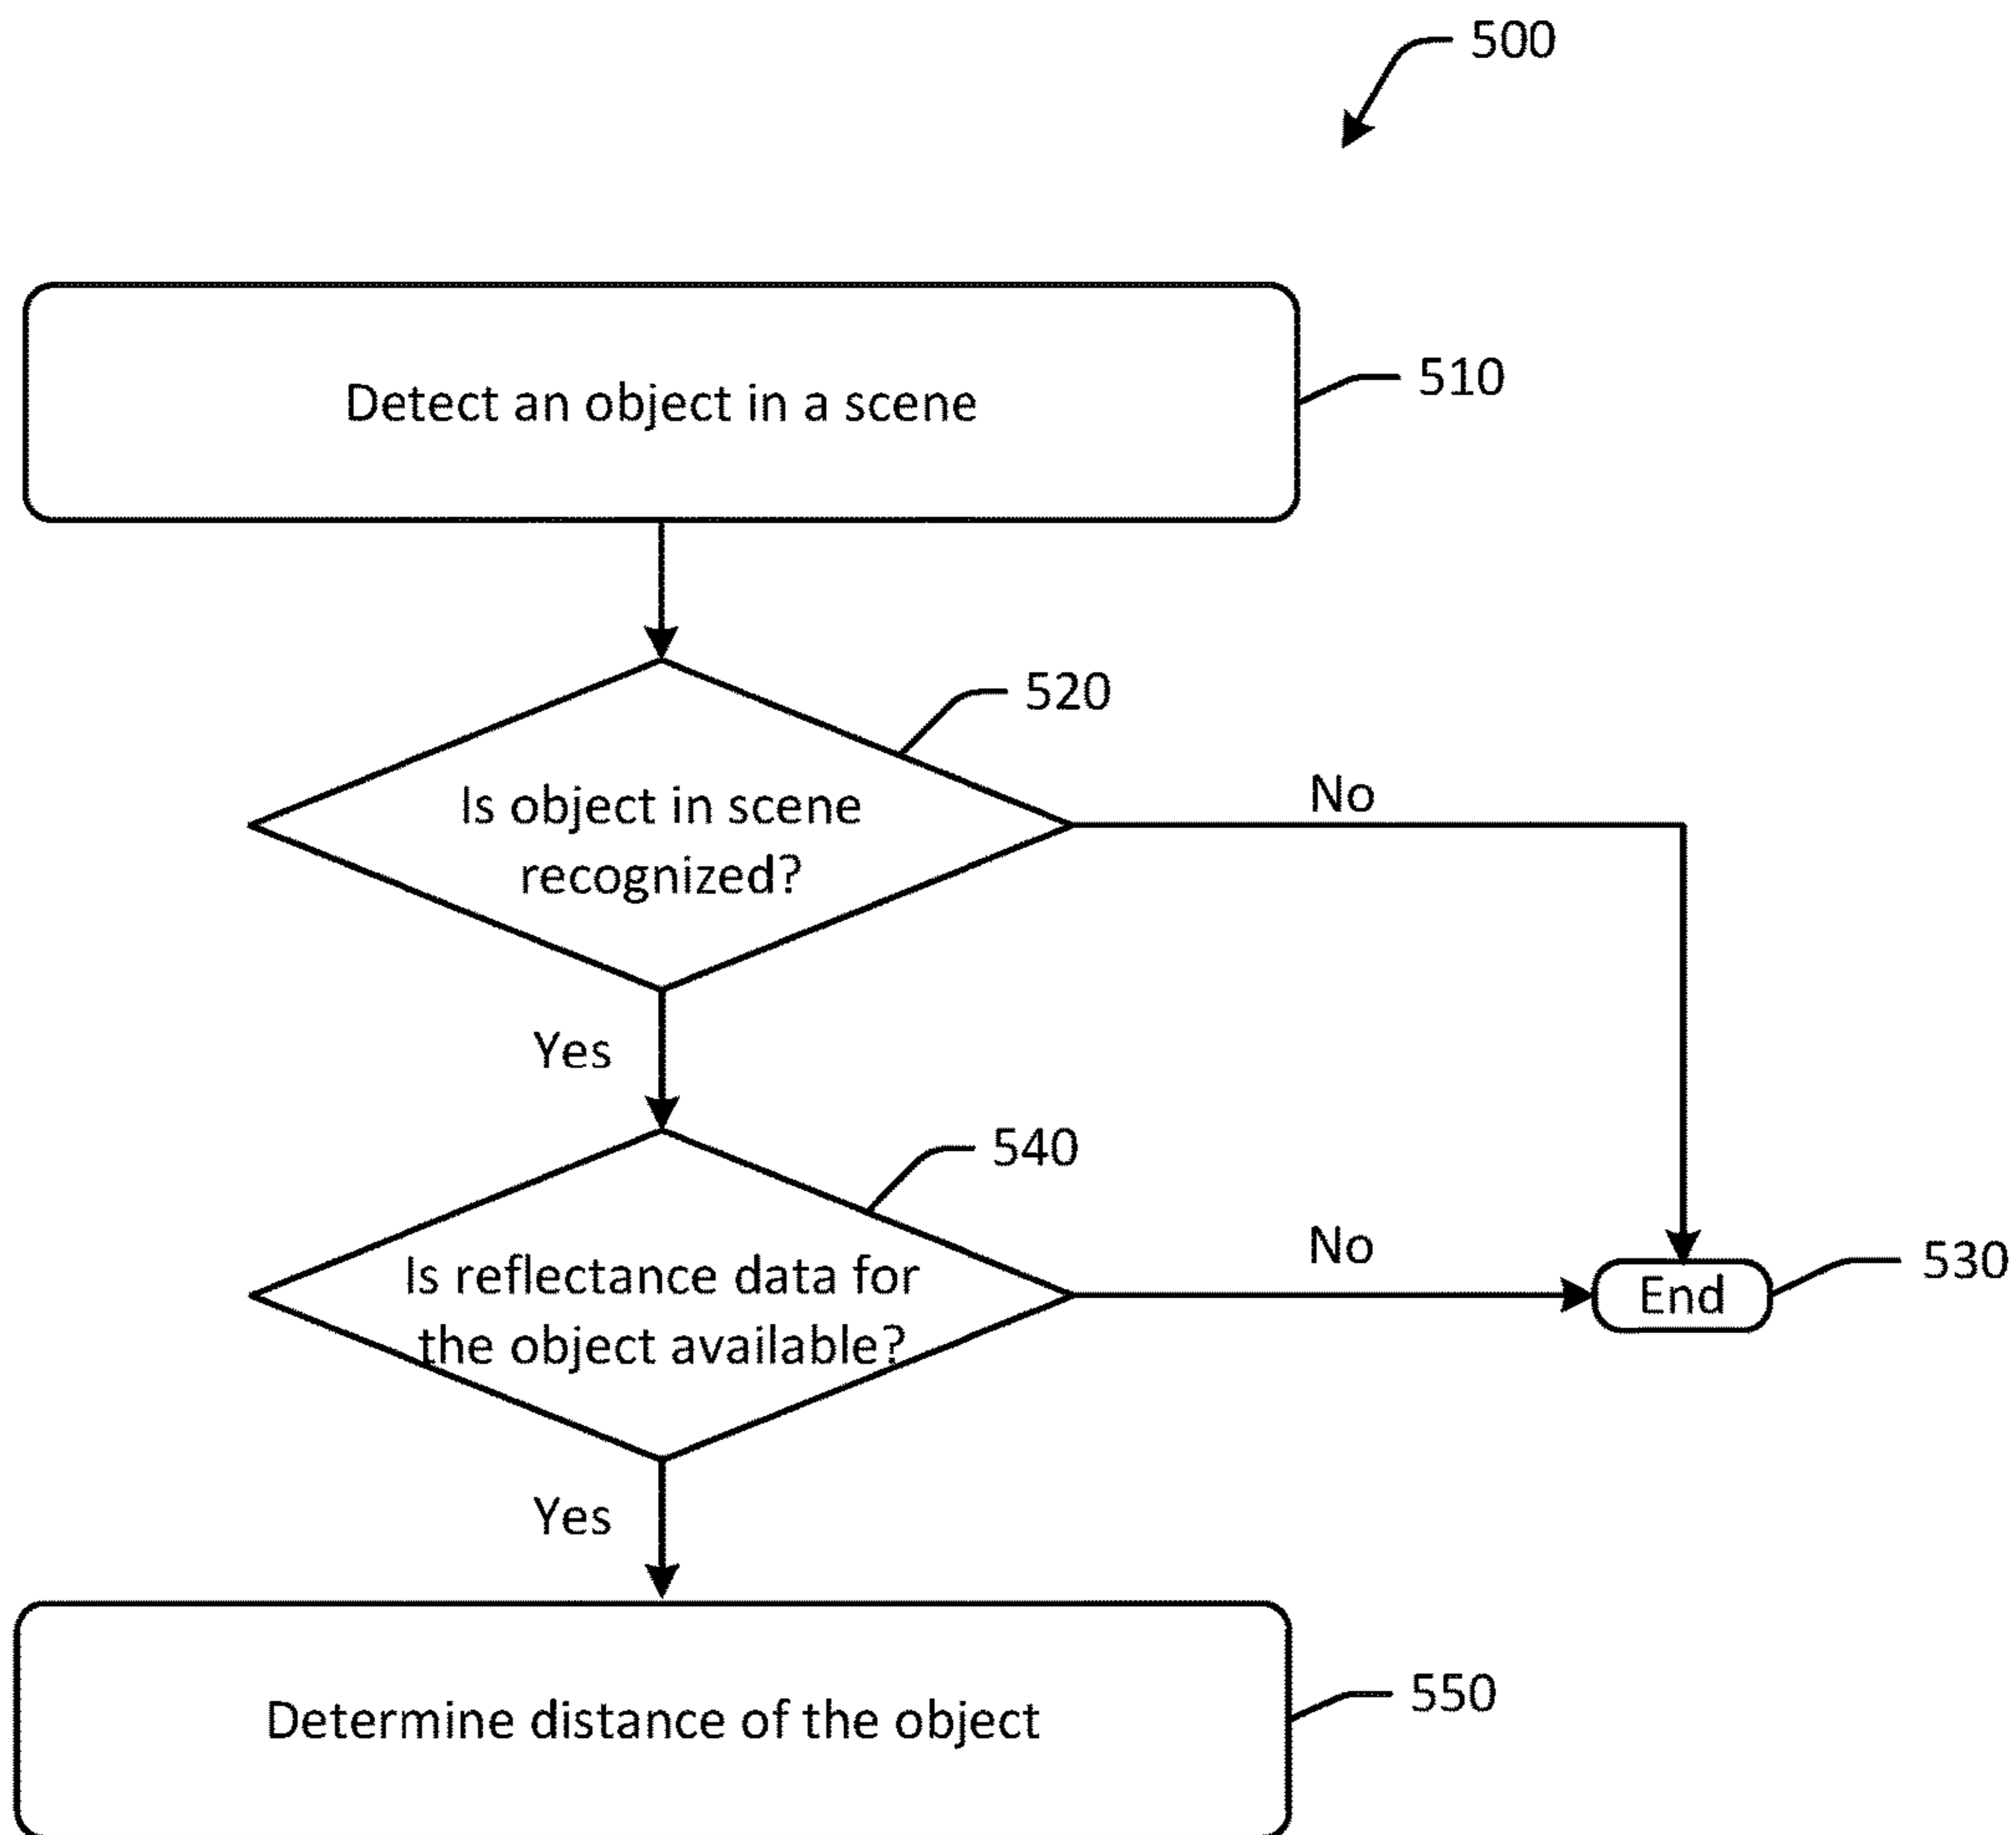 500
Detect an object in a scene
510
520
Is object in scene
recognized?
No
Yes
540
Is reflectance data for
the object available?
No
End
530
Yes
Determine distance of the object
550